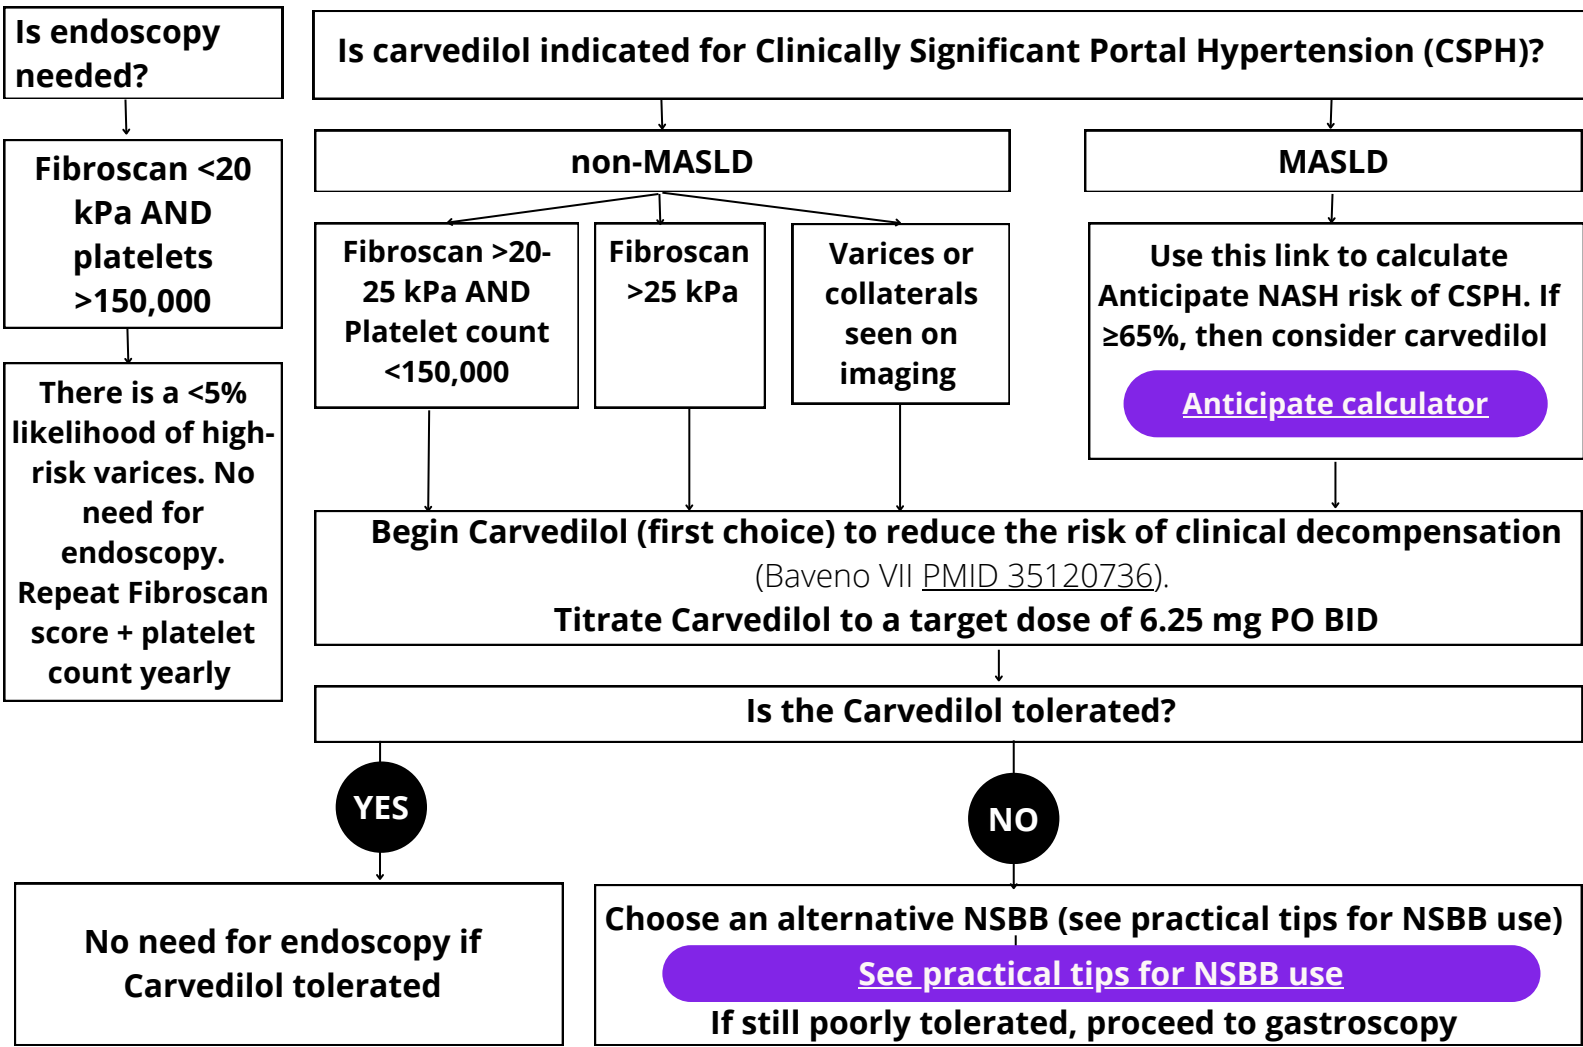 Is endoscopy
needed?
Fibroscan <20
kPa AND
platelets
>150,000
There is a <5%
likelihood of high-
risk varices. No
need for
endoscopy.
Repeat Fibroscan
score + platelet
count yearly
Is carvedilol indicated for Clinically Significant Portal Hypertension (CSPH)?
non-MASLD
MASLD
Fibroscan >20-
25 kPa AND
Platelet count
<150,000
Fibroscan
>25 kPa
Varices or
collaterals
seen on
imaging
Use this link to calculate
Anticipate NASH risk of CSPH. If
≥65%, then consider carvedilol
Anticipate calculator
Begin Carvedilol (first choice) to reduce the risk of clinical decompensation
(Baveno VII PMID 35120736).
Titrate Carvedilol to a target dose of 6.25 mg PO BID
Is the Carvedilol tolerated?
YES
NO
No need for endoscopy if
Carvedilol tolerated
Choose an alternative NSBB (see practical tips for NSBB use)
See practical tips for NSBB use
If still poorly tolerated, proceed to gastroscopy